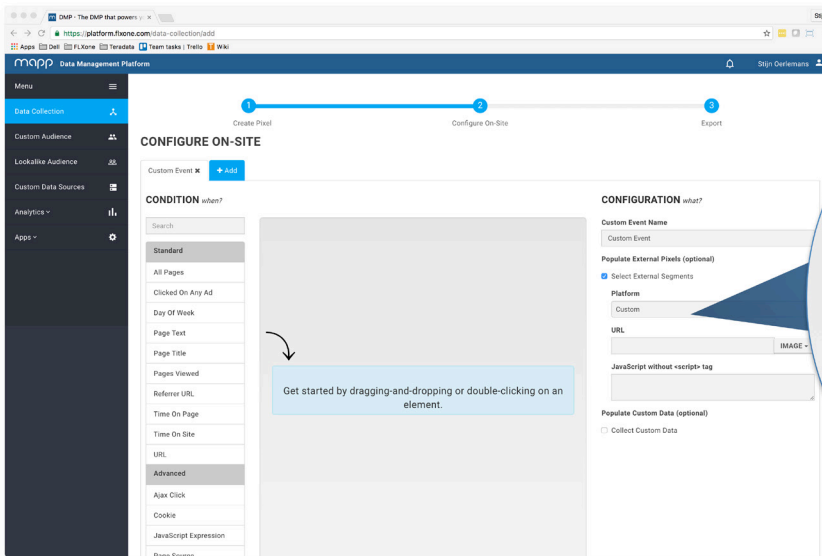 DMP - The DMP that powers y
https://platform.flxone.com/data-collection/add
Apps Dell FLXone Teradata Team tasks | Trello Wiki
mapp Data Management Platform
Stijn Oerlemans
Menu
Data Collection
Custom Audience
Lookalike Audience
Custom Data Sources
Analytics
Apps
1 2 3
Create Pixel Configure On-Site Export
CONFIGURE ON-SITE
Custom Event ✖ + Add
CONDITION when?
Search
Standard
All Pages
Clicked On Any Ad
Day Of Week
Page Text
Page Title
Pages Viewed
Referrer URL
Time On Page
Time On Site
URL
Advanced
Ajax Click
Cookie
JavaScript Expression
Page Source
Get started by dragging-and-dropping or double-clicking on an
element.
CONFIGURATION what?
Custom Event Name
Custom Event
Populate External Pixels (optional)
Select External Segments
Platform
Custom
URL
IMAGE
JavaScript without <script> tag
Populate Custom Data (optional)
Collect Custom Data